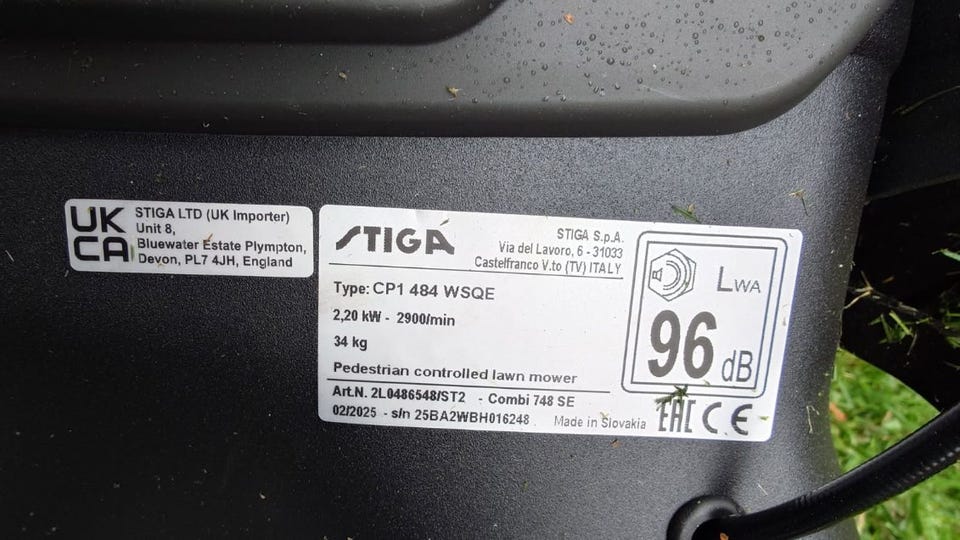 UK
CA
STIGA LTD (UK Importer)
Unit 8,
Bluewater Estate Plympton,
Devon, PL7 4JH, England
STIGA
STIGA S.p.A.
Via del Lavoro, 6 - 31033
Castelfranco V.to (TV) ITALY
Type: CP1 484 WSQE
2,20 kW - 2900/min
34 kg
Pedestrian controlled lawn mower
Art.N. 2L0486548/ST2 - Combi 748 SE
02/2025 - s/n 25BA2WBH016248 Made in Slovakia
LWA
96 dB
EAC CE